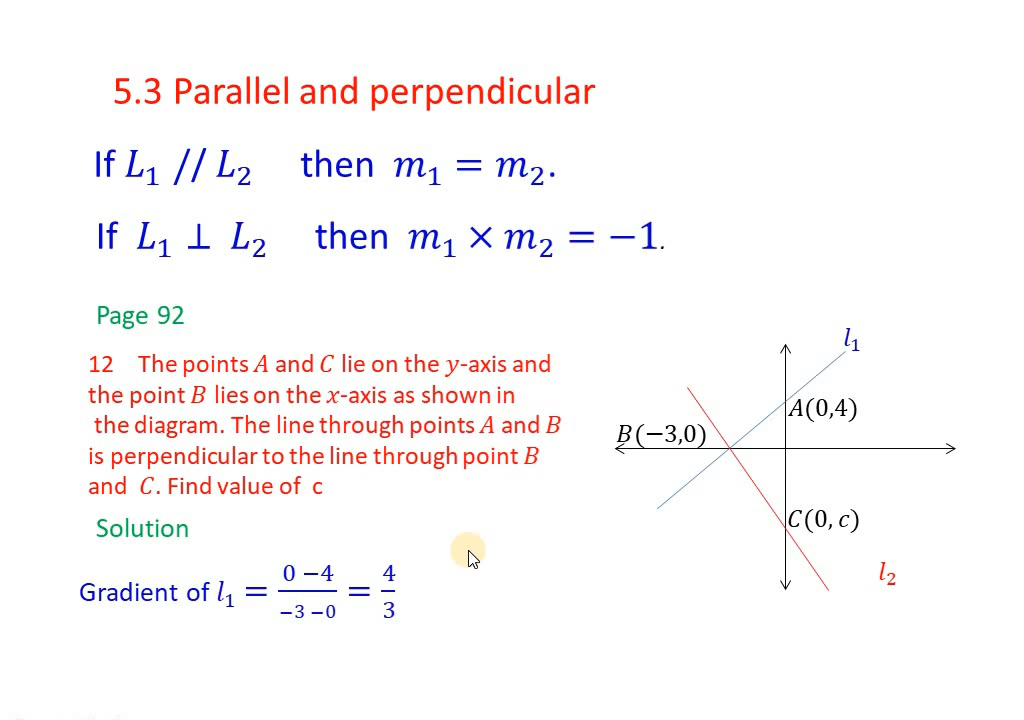 5.3 Parallel and perpendicular
If L₁ // L₂ then m₁ = m₂.
If L₁ ⊥ L₂ then m₁ × m₂ = −1.
Page 92
12 The points A and C lie on the y-axis and
the point B lies on the x-axis as shown in
the diagram. The line through points A and B
is perpendicular to the line through point B
and C. Find value of c
Solution
Gradient of l₁ = (0 −4)/(−3 −0) = 4/3
l₁
A(0,4)
B(−3,0)
C(0, c)
l₂